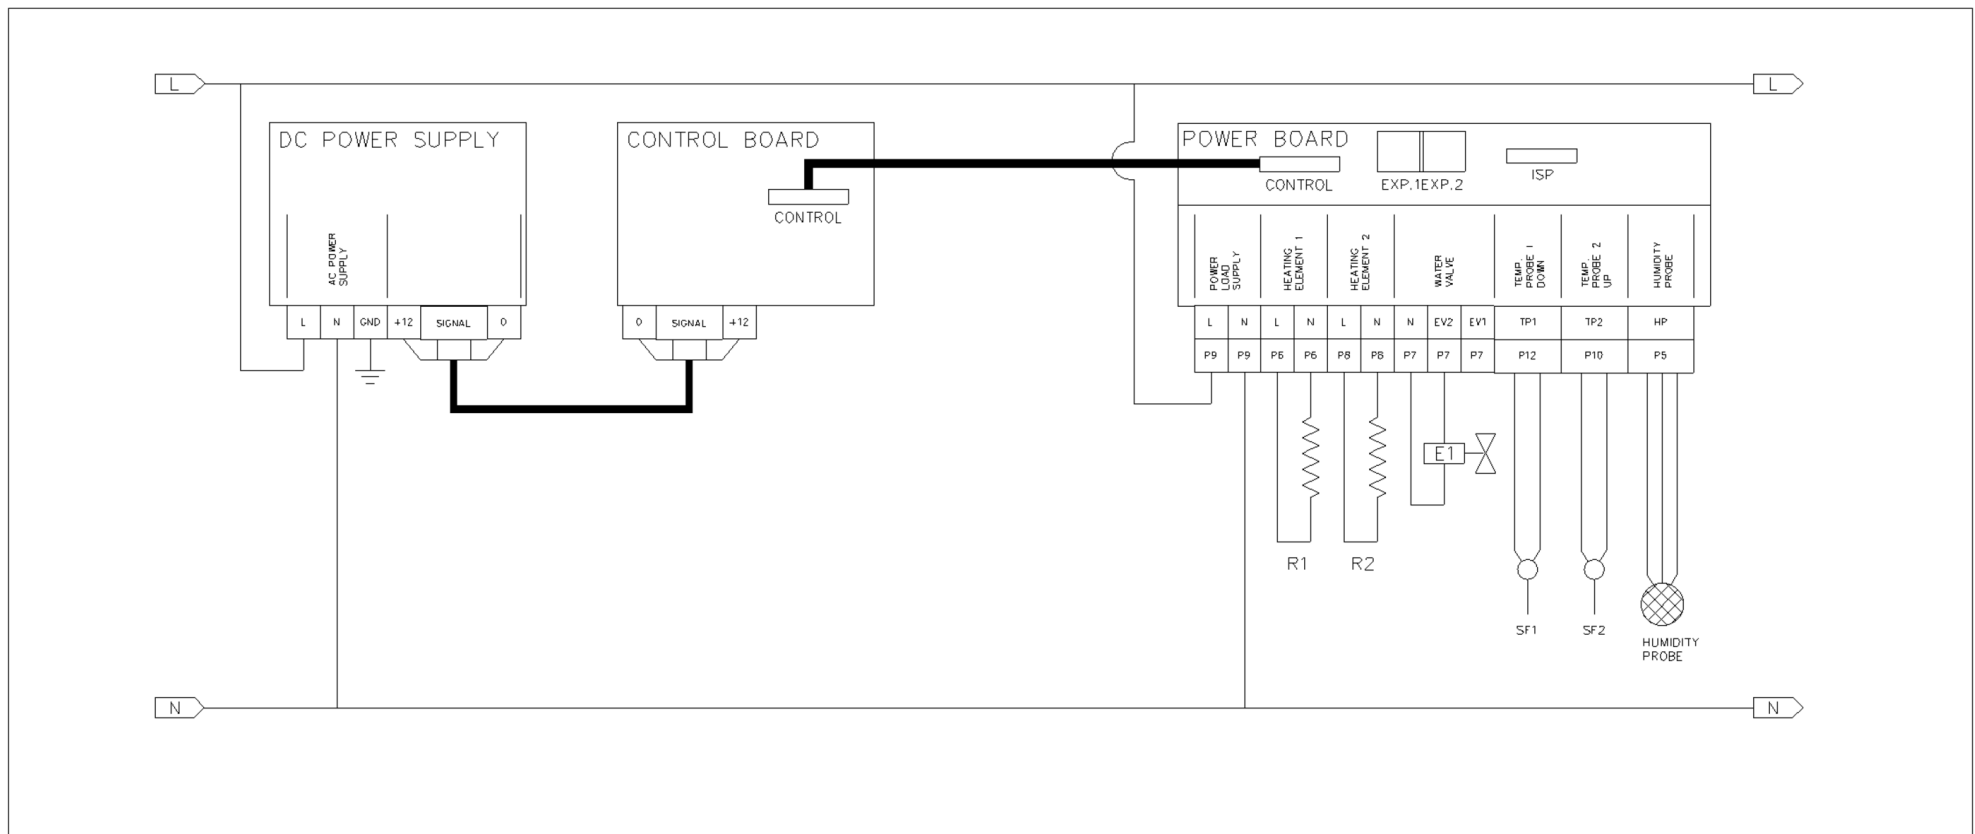 L
L
DC POWER SUPPLY
CONTROL BOARD
POWER BOARD
CONTROL
CONTROL
EXP.1EXP.2
ISP
AC POWER
SUPPLY
POWER
LOAD
SUPPLY
HEATING
ELEMENT 1
HEATING
ELEMENT 2
WATER
VALVE
TEMP.
PROBE 1
DOWN
TEMP.
PROBE 2
UP
HUMIDITY
PROBE
L N GND +12 SIGNAL 0
0 SIGNAL +12
L N L N L N N EV2 EV1 TP1 TP2 HP
P9 P9 P6 P6 P8 P8 P7 P7 P7 P12 P10 P5
E1
R1
R2
SF1
SF2
HUMIDITY
PROBE
N
N